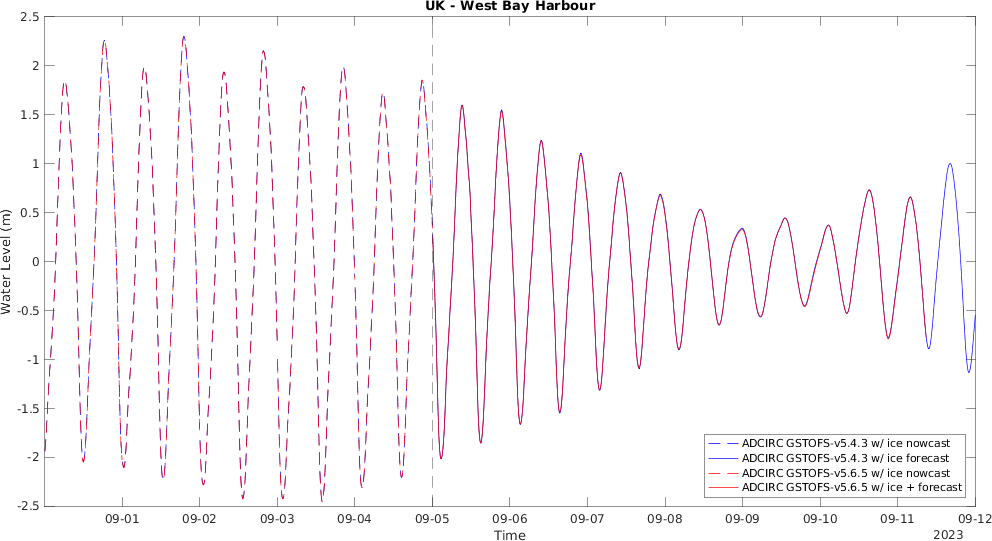 UK - West Bay Harbour
2.5
2
1.5
1
0.5
0
-0.5
-1
-1.5
-2
-2.5
Water Level (m)
09-01 09-02 09-03 09-04 09-05 09-06 09-07 09-08 09-09 09-10 09-11 09-12
Time
2023
ADCIRC GSTOFS-v5.4.3 w/ ice nowcast
ADCIRC GSTOFS-v5.4.3 w/ ice forecast
ADCIRC GSTOFS-v5.6.5 w/ ice nowcast
ADCIRC GSTOFS-v5.6.5 w/ ice + forecast